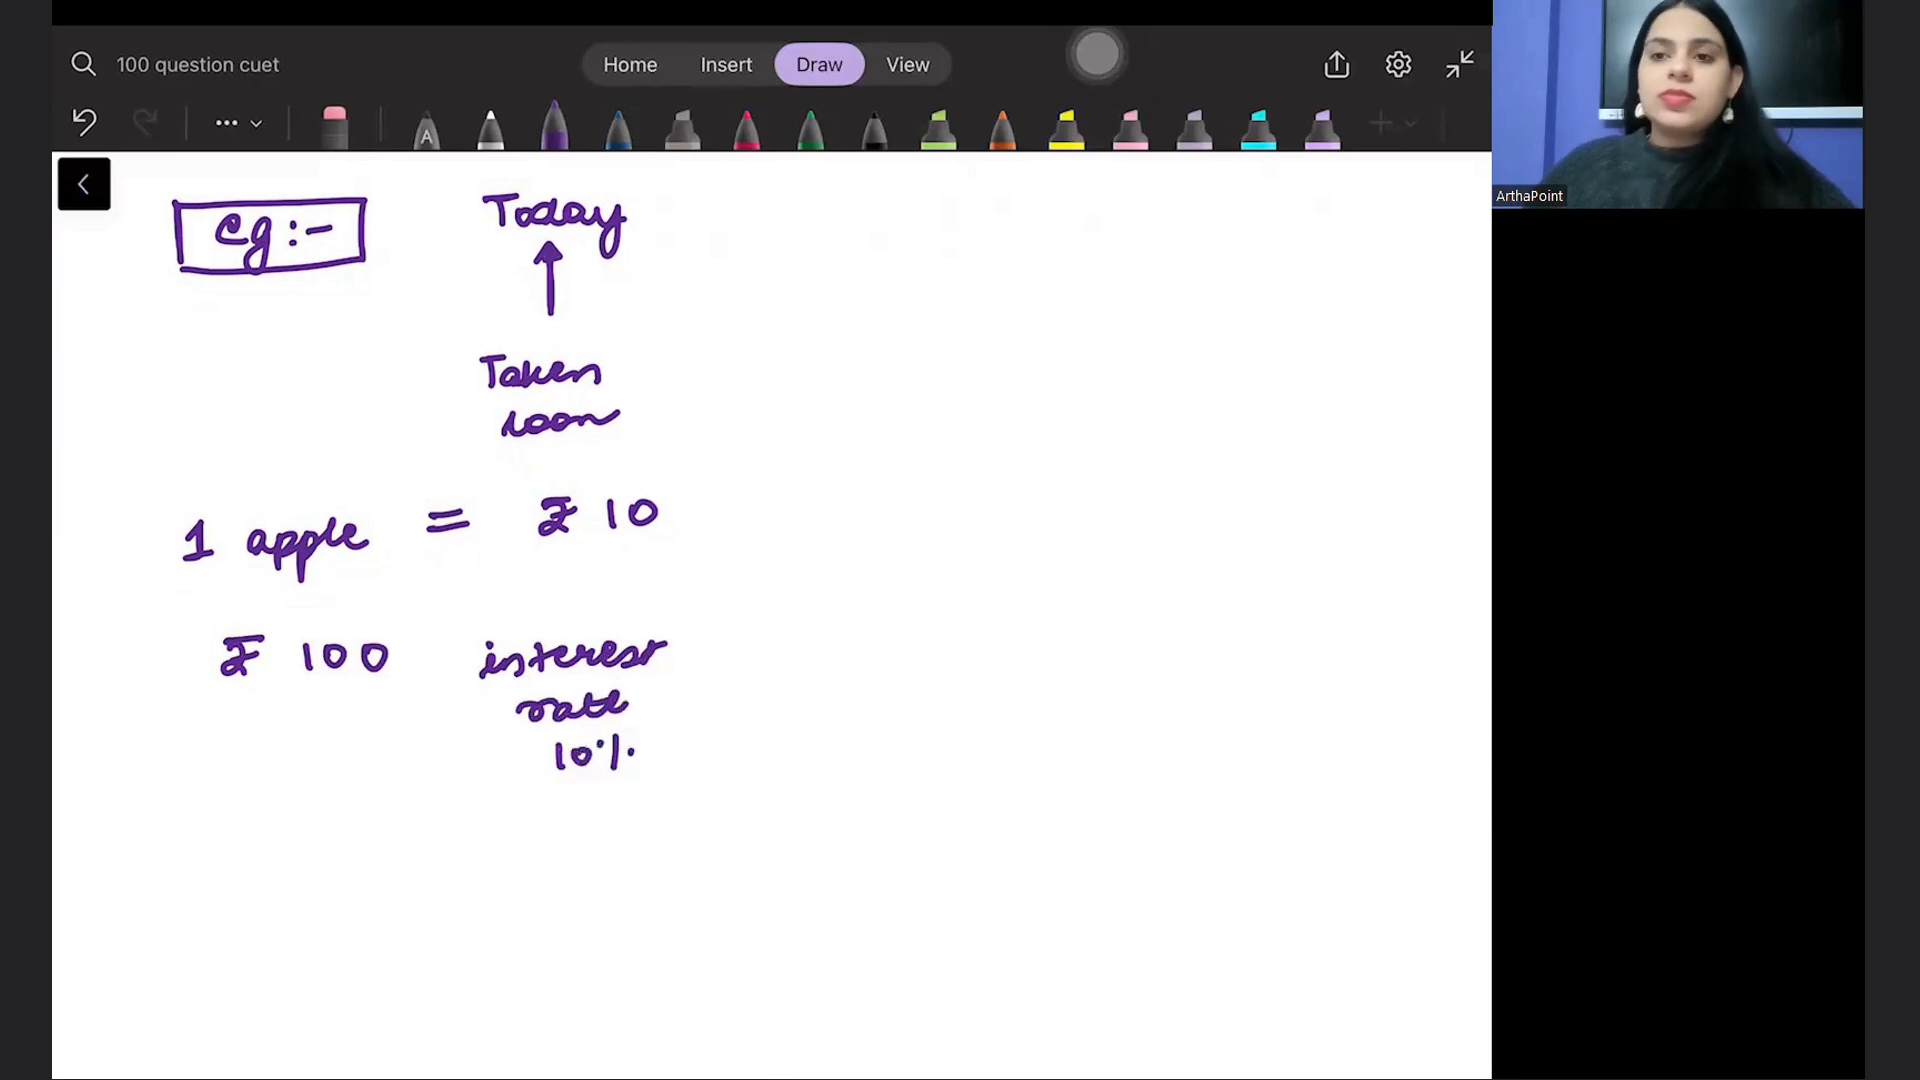 100 question cuet
Home Insert Draw View
A
ArthaPoint
eg :-
Today
Taken
loan
1 apple = ₹ 10
₹ 100 interest
rate
10%